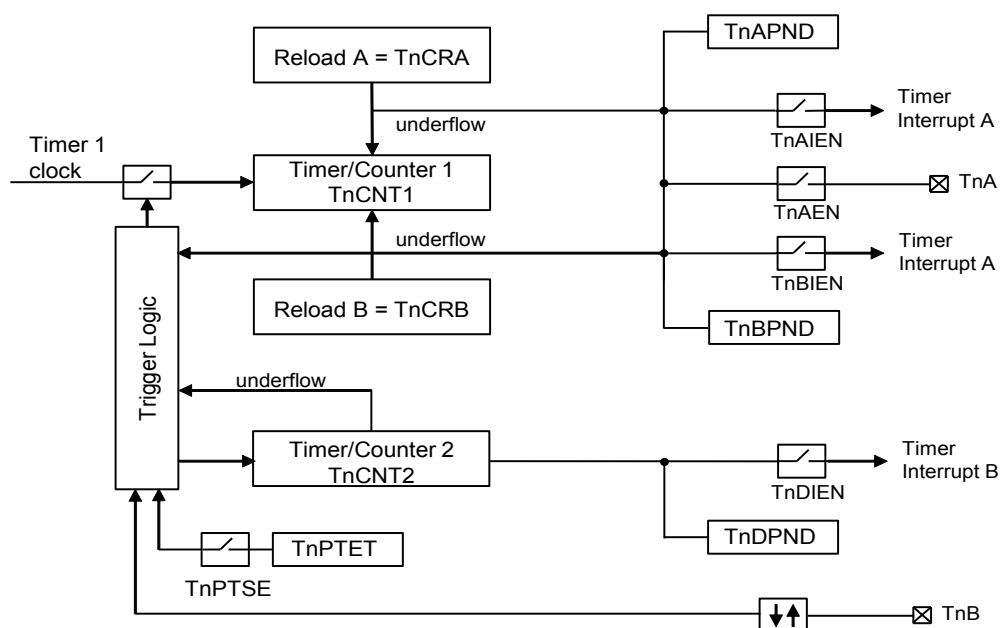 TnAPND
Reload A = TnCRA
underflow
Timer
Interrupt A
TnAIEN
Timer 1
clock
Timer/Counter 1
TnCNT1
TnA
TnAEN
underflow
Timer
Interrupt A
TnBIEN
Reload B = TnCRB
TnBPND
Trigger Logic
underflow
Timer/Counter 2
TnCNT2
Timer
Interrupt B
TnDIEN
TnPTET
TnDPND
TnPTSE
TnB